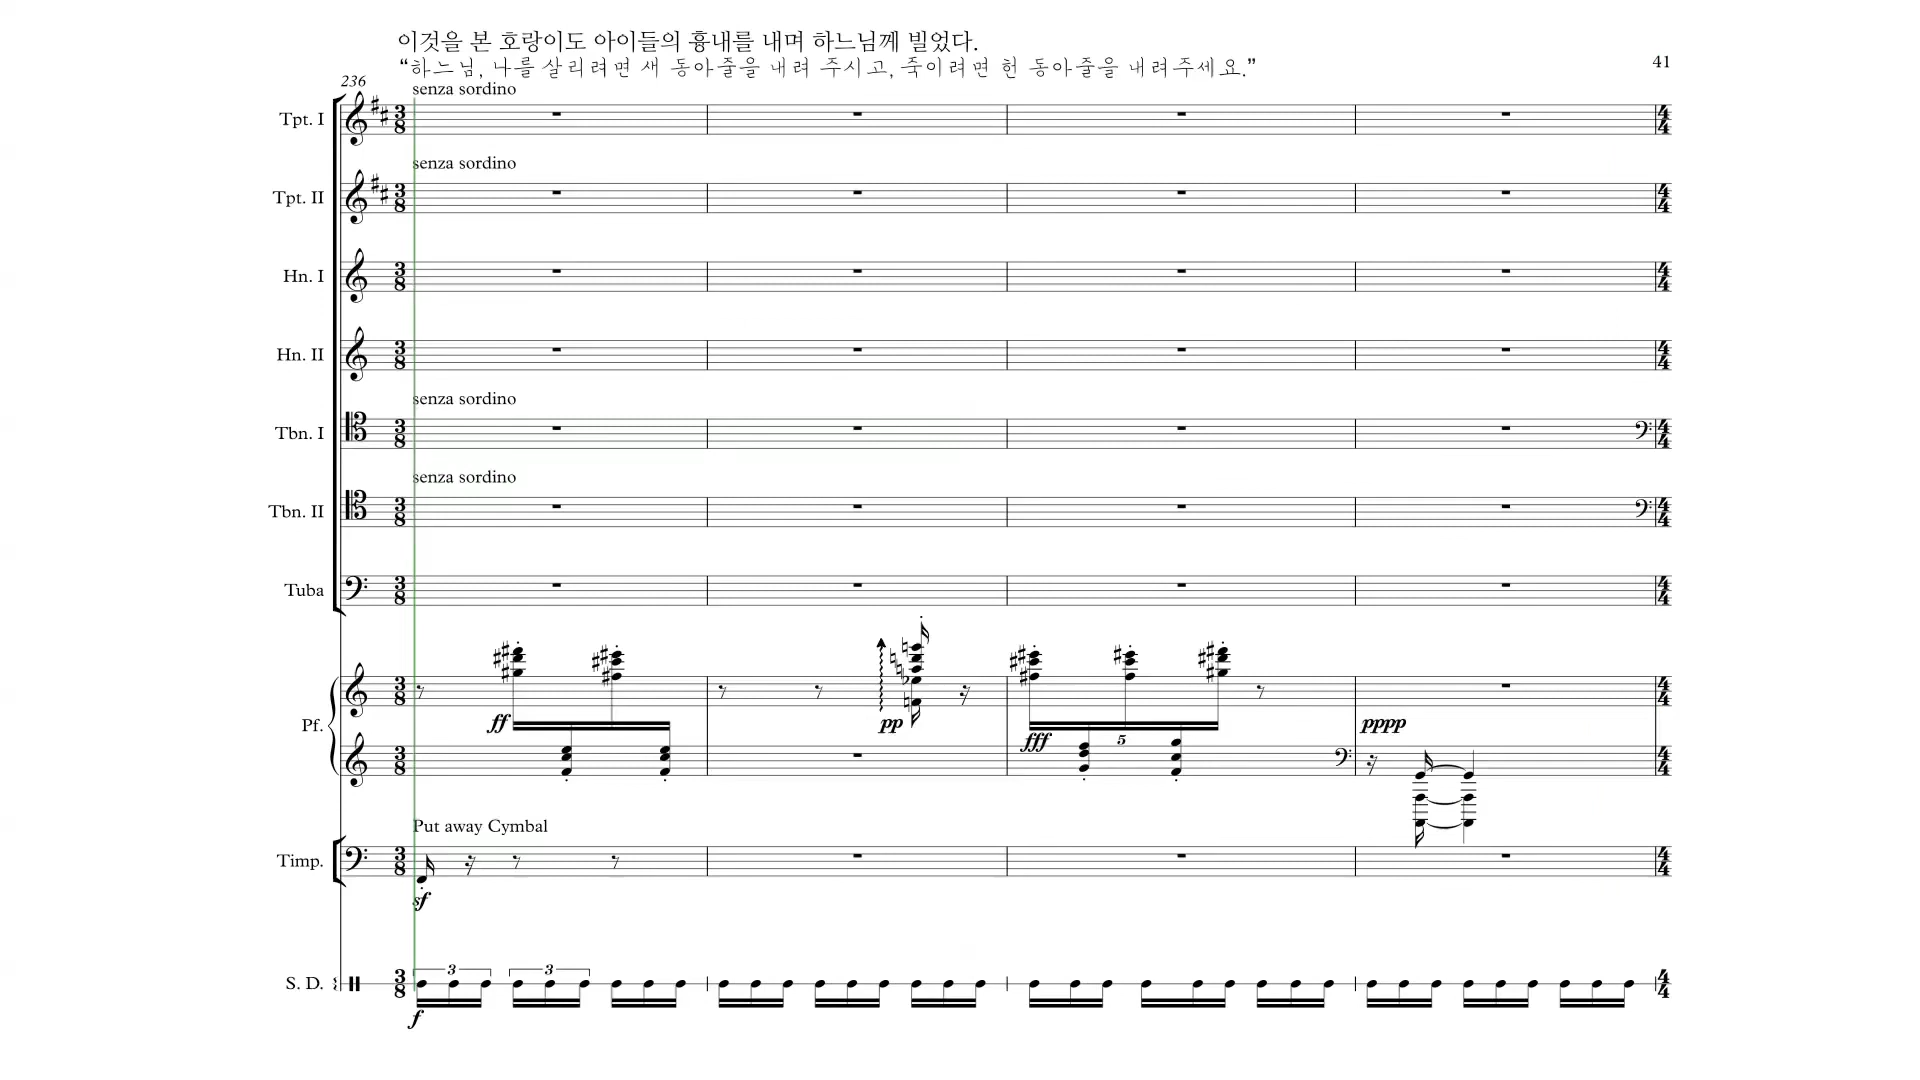 이것을 본 호랑이도 아이들의 흉내를 내며 하느님께 빌었다.
“하느님, 나를 살리려면 새 동아줄을 내려 주시고, 죽이려면 헌 동아줄을 내려주세요.”
41
236
senza sordino
Tpt. I
senza sordino
Tpt. II
Hn. I
Hn. II
senza sordino
Tbn. I
senza sordino
Tbn. II
Tuba
Pf.
ff pp fff 5 pppp
Put away Cymbal
Timp.
sf
3 3
S. D.
f